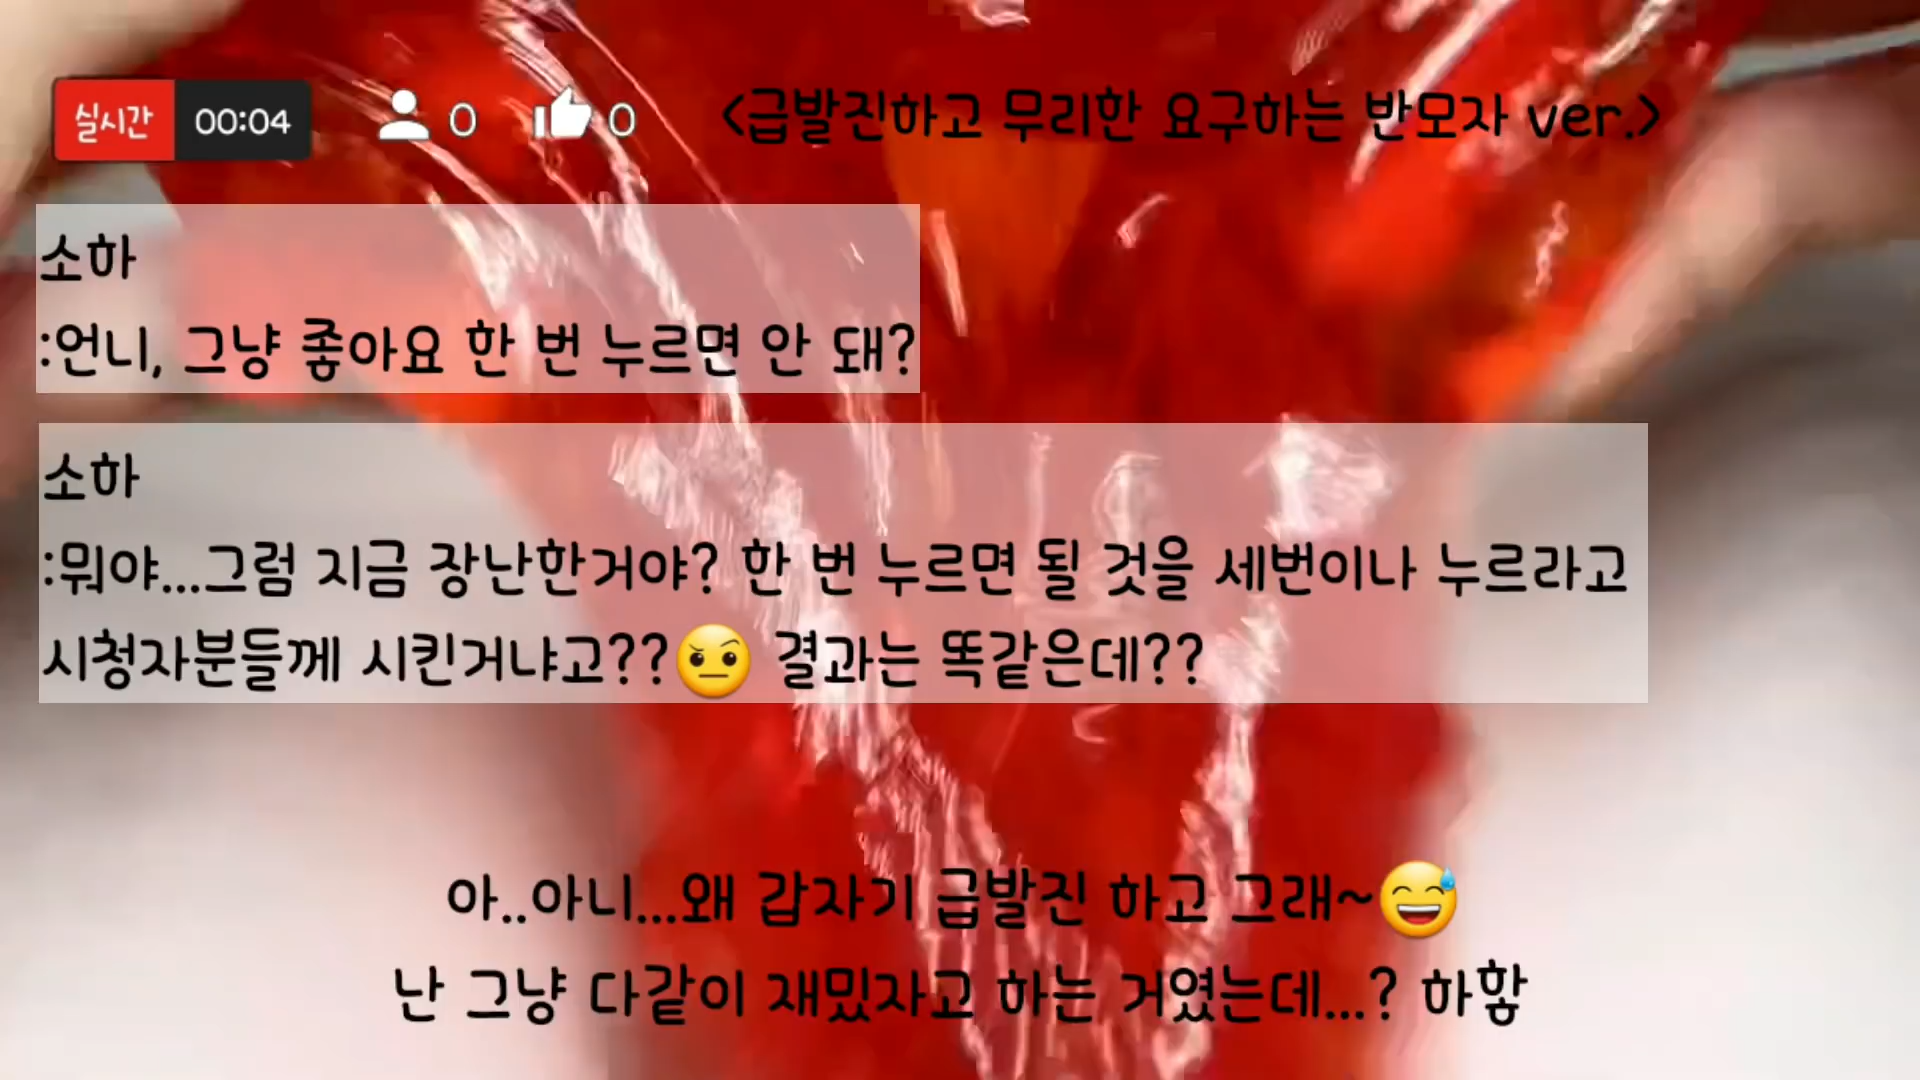 실시간 00:04 0 0 <급발진하고 무리한 요구하는 반모자 ver.>
소하
:언니, 그냥 좋아요 한 번 누르면 안 돼?
소하
:뭐야...그럼 지금 장난한거야? 한 번 누르면 될 것을 세번이나 누르라고
시청자분들께 시킨거냐고??🤨 결과는 똑같은데??
아..아니...왜 갑자기 급발진 하고 그래~😅
난 그냥 다같이 재밌자고 하는 거였는데...? 하핳